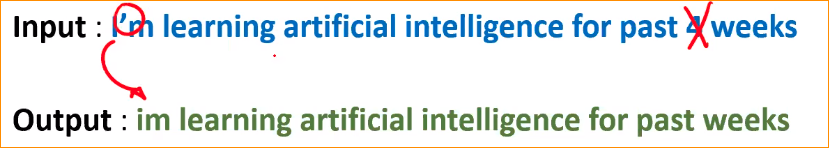 Input : I'm learning artificial intelligence for past 4 weeks
Output : im learning artificial intelligence for past weeks